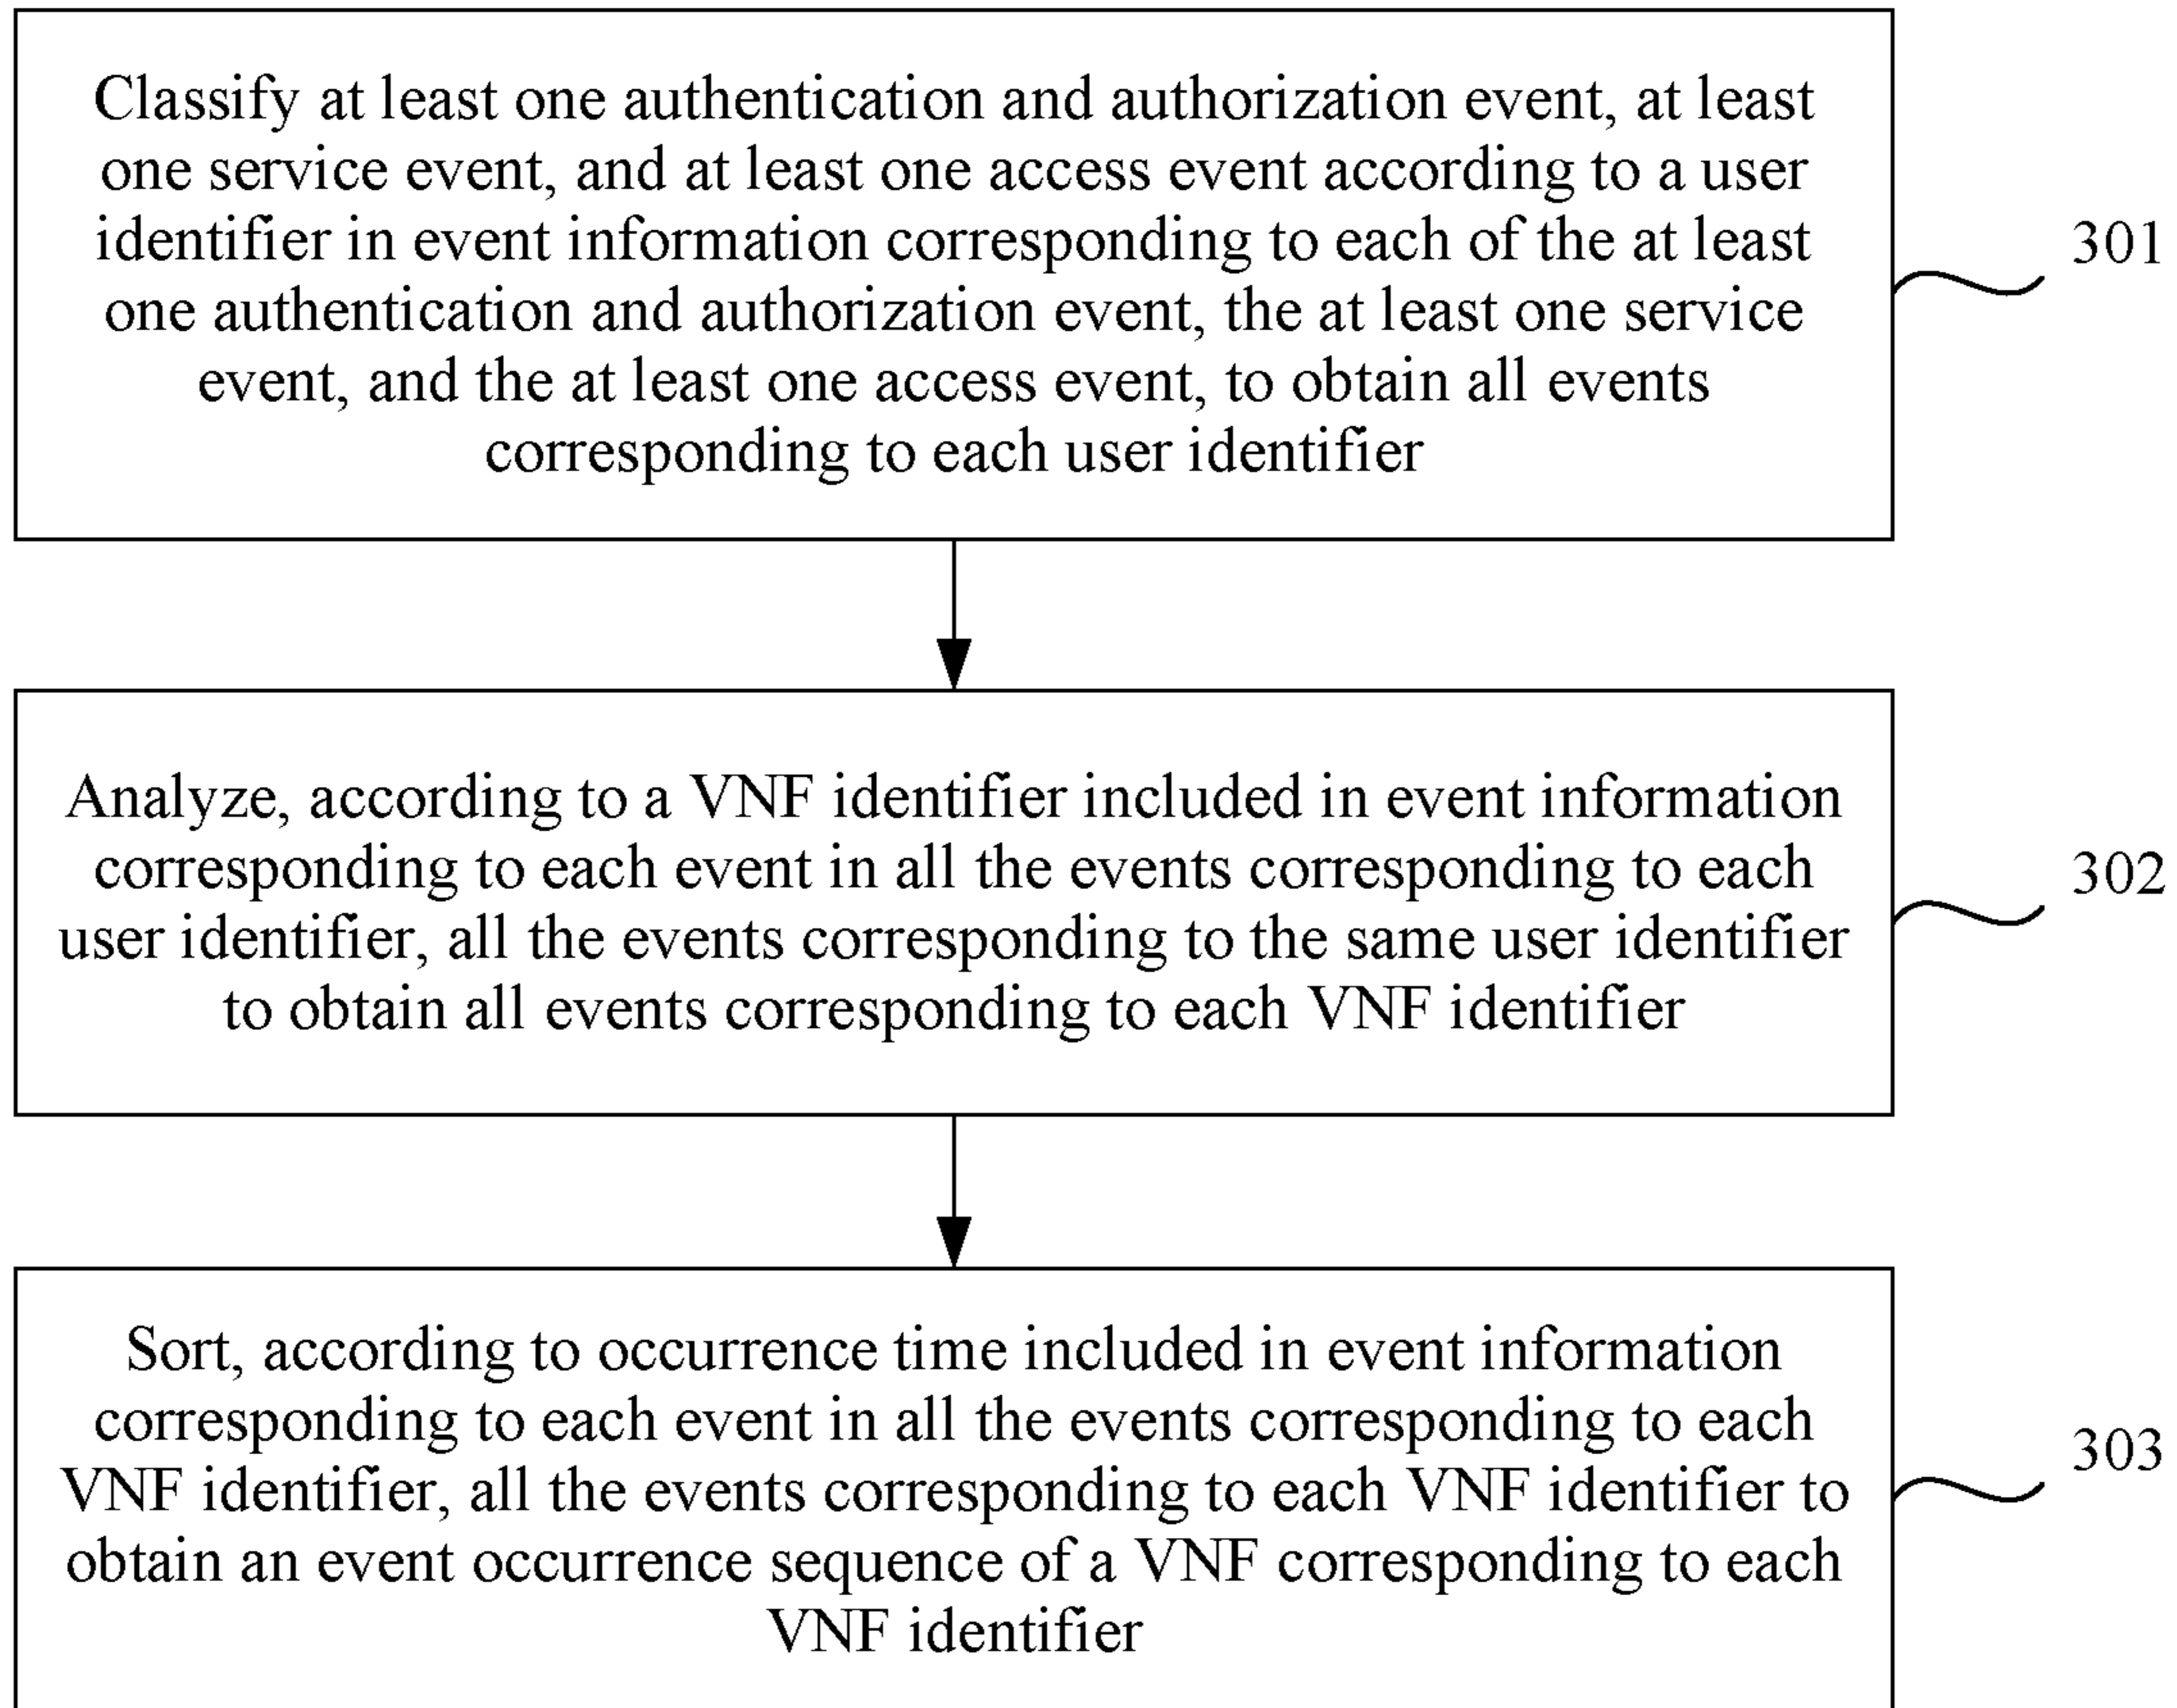 Classify at least one authentication and authorization event, at least
one service event, and at least one access event according to a user
identifier in event information corresponding to each of the at least
one authentication and authorization event, the at least one service
event, and the at least one access event, to obtain all events
corresponding to each user identifier
301
Analyze, according to a VNF identifier included in event information
corresponding to each event in all the events corresponding to each
user identifier, all the events corresponding to the same user identifier
to obtain all events corresponding to each VNF identifier
302
Sort, according to occurrence time included in event information
corresponding to each event in all the events corresponding to each
VNF identifier, all the events corresponding to each VNF identifier to
obtain an event occurrence sequence of a VNF corresponding to each
VNF identifier
303